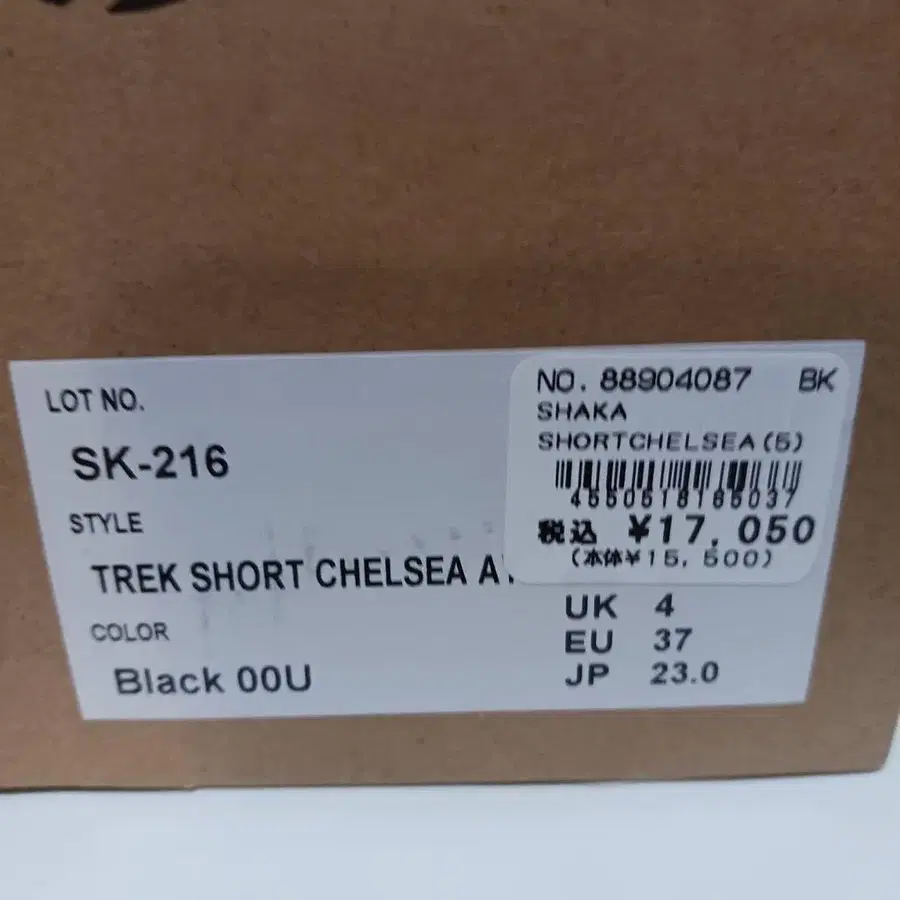 LOT NO.
SK-216
STYLE
TREK SHORT CHELSEA
COLOR
Black 00U
NO. 88904087 BK
SHAKA
SHORTCHELSEA(5)
4550518185037
税込 ¥17,050
(本体¥15,500)
UK 4
EU 37
JP 23.0